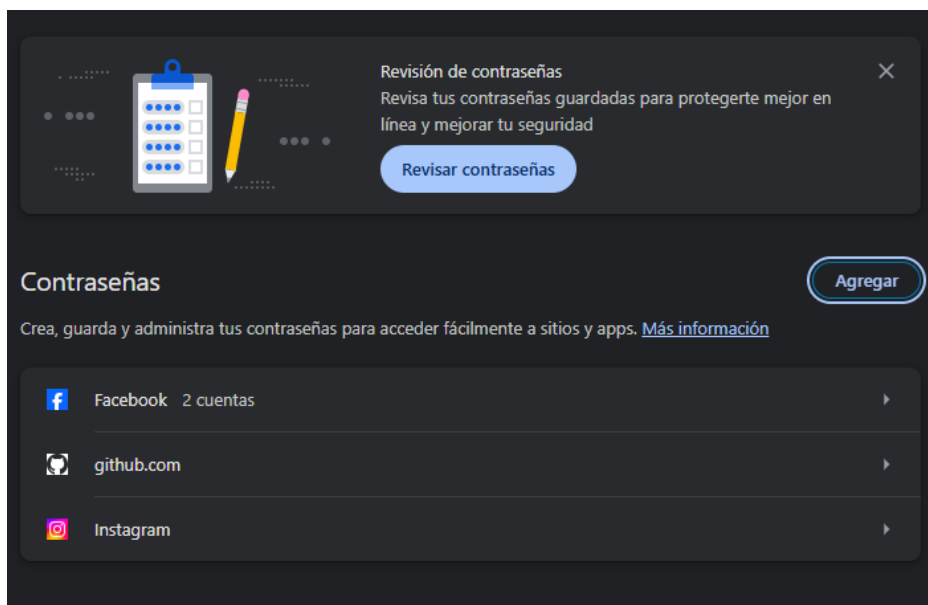 Revisión de contraseñas
Revisa tus contraseñas guardadas para protegerte mejor en
línea y mejorar tu seguridad
Revisar contraseñas
Contraseñas
Agregar
Crea, guarda y administra tus contraseñas para acceder fácilmente a sitios y apps. Más información
Facebook 2 cuentas
github.com
Instagram